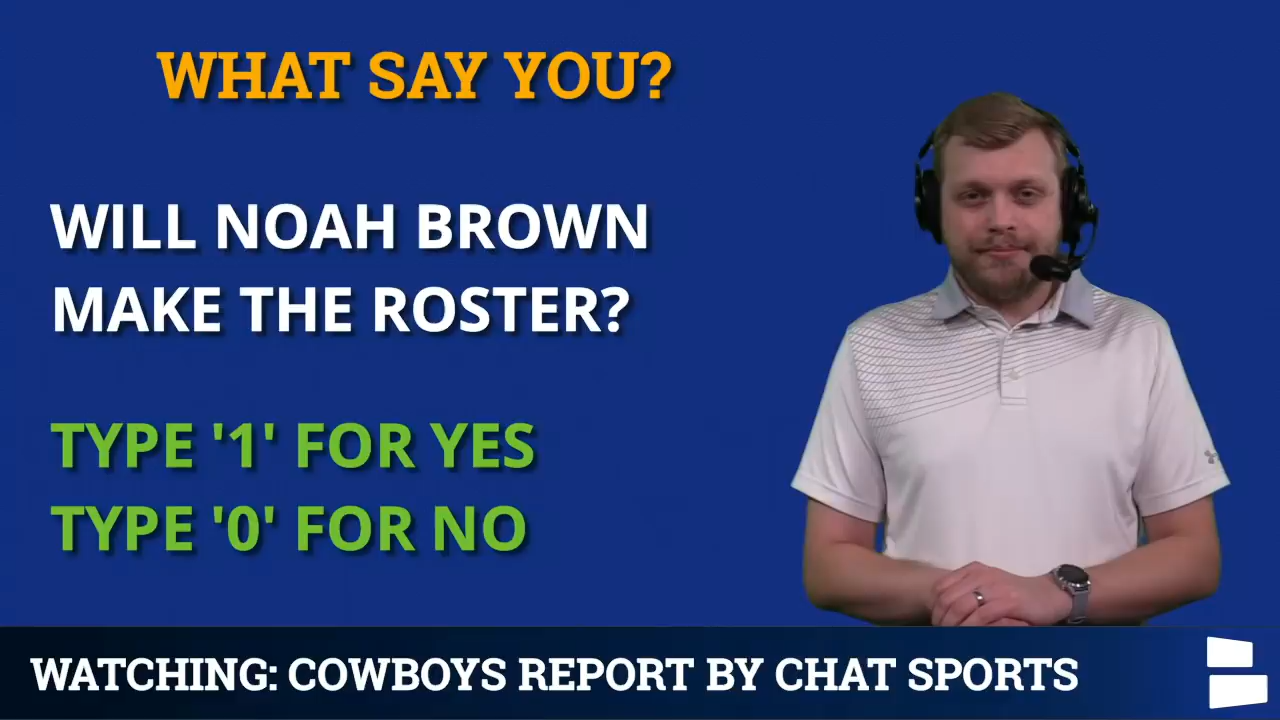 WHAT SAY YOU?
WILL NOAH BROWN
MAKE THE ROSTER?
TYPE '1' FOR YES
TYPE '0' FOR NO
WATCHING: COWBOYS REPORT BY CHAT SPORTS